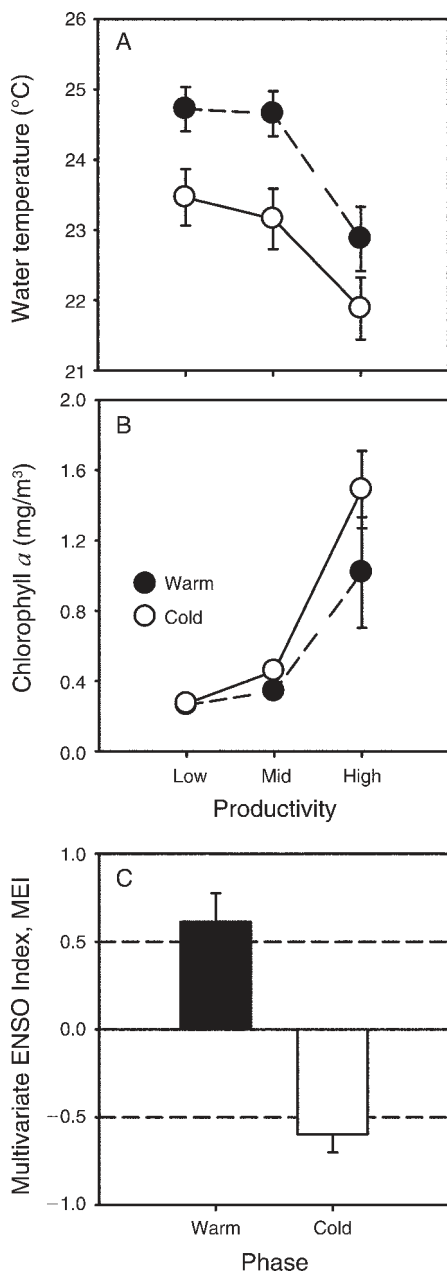 A
Water temperature (°C)
26
25
24
23
22
21
B
Chlorophyll a (mg/m³)
2.0
1.6
1.2
0.8
0.4
0.0
Warm
Cold
Low Mid High
Productivity
C
Multivariate ENSO Index, MEI
1.0
0.5
0.0
−0.5
−1.0
Warm Cold
Phase